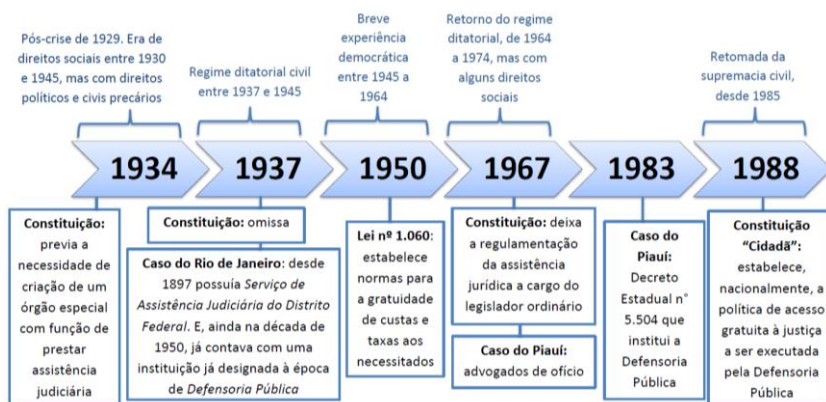 Pós-crise de 1929. Era de
direitos sociais entre 1930
e 1945, mas com direitos
políticos e civis precários
Regime ditatorial civil
entre 1937 e 1945
Breve
experiência
democrática
entre 1945 a
1964
Retorno do regime
ditatorial, de 1964
a 1974, mas com
alguns direitos
sociais
Retomada da
supremacia civil,
desde 1985
1934
1937
1950
1967
1983
1988
Constituição:
previa a
necessidade de
criação de um
órgão especial
com função de
prestar
assistência
judiciária
Constituição: omissa
Caso do Rio de Janeiro: desde
1897 possuía Serviço de
Assistência Judiciária do Distrito
Federal. E, ainda na década de
1950, já contava com uma
instituição já designada à época
de Defensoria Pública
Lei nº 1.060:
estabelece
normas para
a gratuidade
de custas e
taxas aos
necessitados
Constituição: deixa
a regulamentação
da assistência
jurídica a cargo do
legislador ordinário
Caso do Piauí:
advogados de ofício
Caso do
Piauí:
Decreto
Estadual n°
5.504 que
institui a
Defensoria
Pública
Constituição
“Cidadã”:
estabelece,
nacionalmente, a
política de acesso
gratuita à justiça
a ser executada
pela Defensoria
Pública